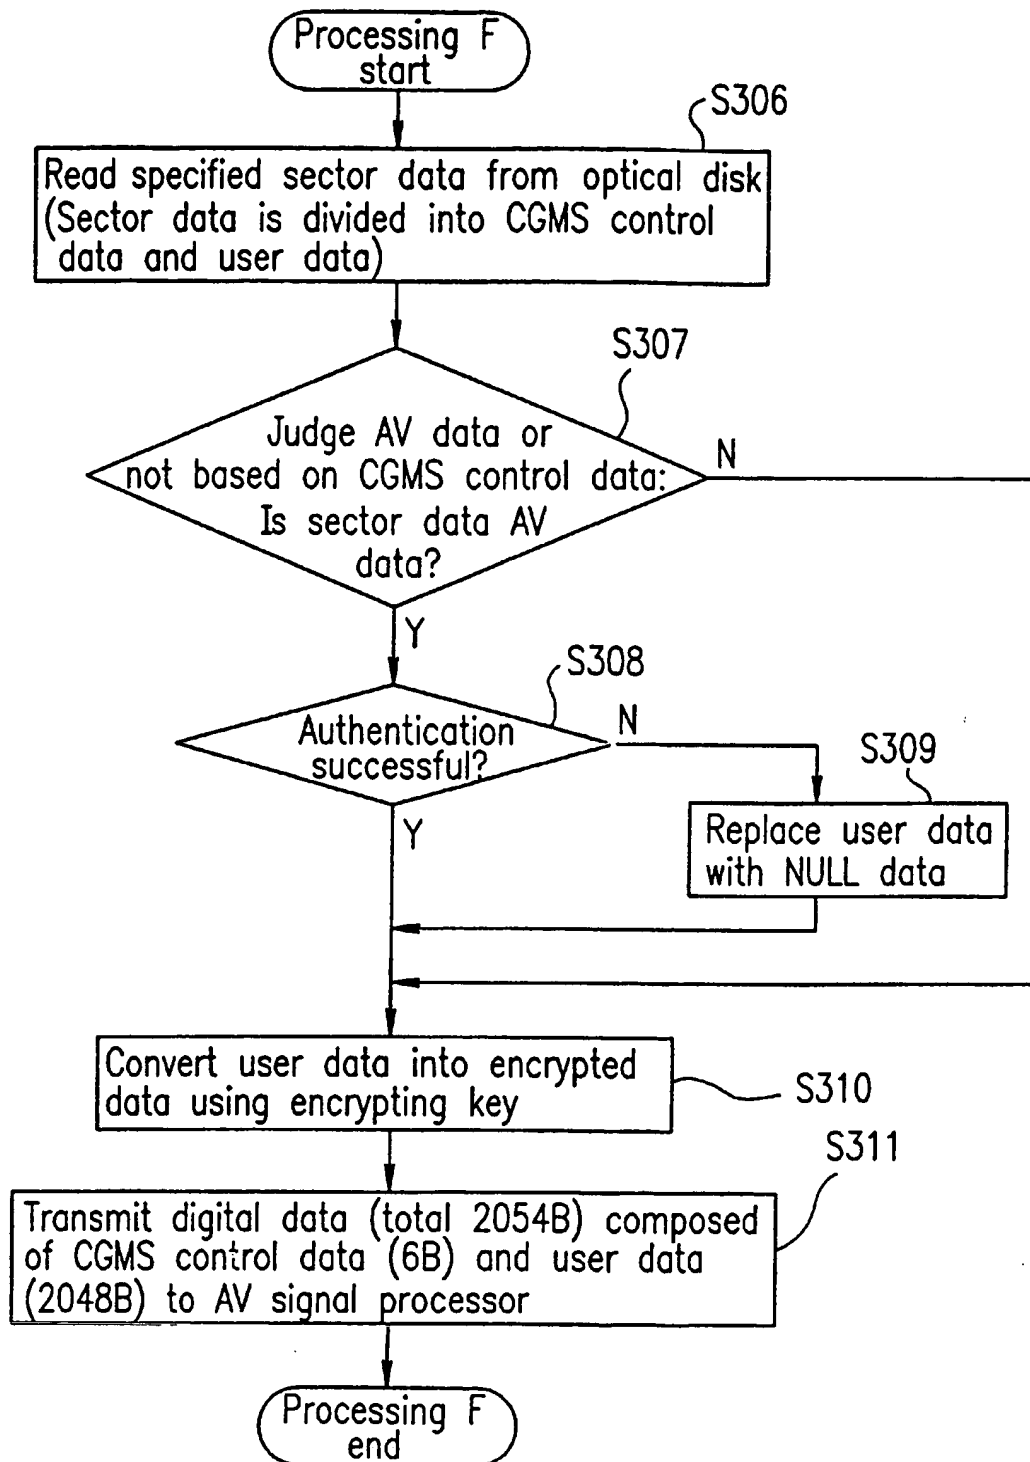 Processing F
start
S306
Read specified sector data from optical disk
(Sector data is divided into CGMS control
data and user data)
S307
Judge AV data or
not based on CGMS control data:
Is sector data AV
data?
N
Y
S308
Authentication
successful?
N
Y
S309
Replace user data
with NULL data
Convert user data into encrypted
data using encrypting key
S310
S311
Transmit digital data (total 2054B) composed
of CGMS control data (6B) and user data
(2048B) to AV signal processor
Processing F
end